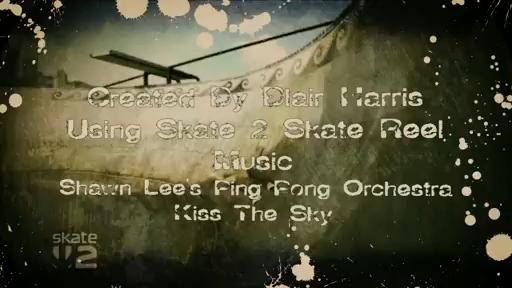 Created By Blair Harris
Using Skate 2 Skate Reel
Music
Shawn Lee's Ping Pong Orchestra
Kiss The Sky
skate
2